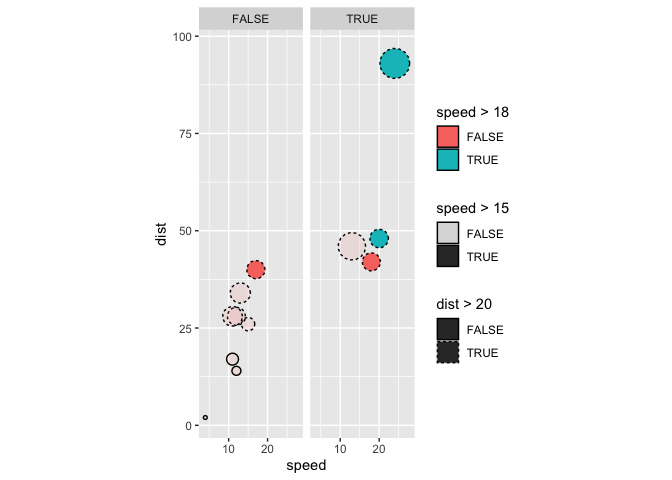 FALSE TRUE
100
75
50
25
0
dist
10 20 10 20
speed
speed > 18
FALSE
TRUE
speed > 15
FALSE
TRUE
dist > 20
FALSE
TRUE